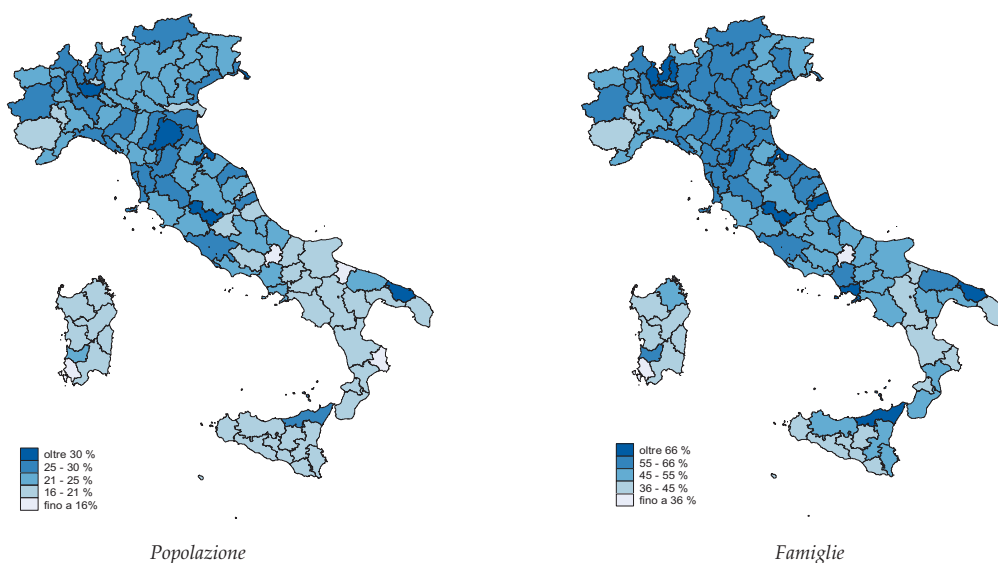 oltre 30 %
25 - 30 %
21 - 25 %
16 - 21 %
fino a 16%
Popolazione
oltre 66 %
55 - 66 %
45 - 55 %
36 - 45 %
fino a 36 %
Famiglie